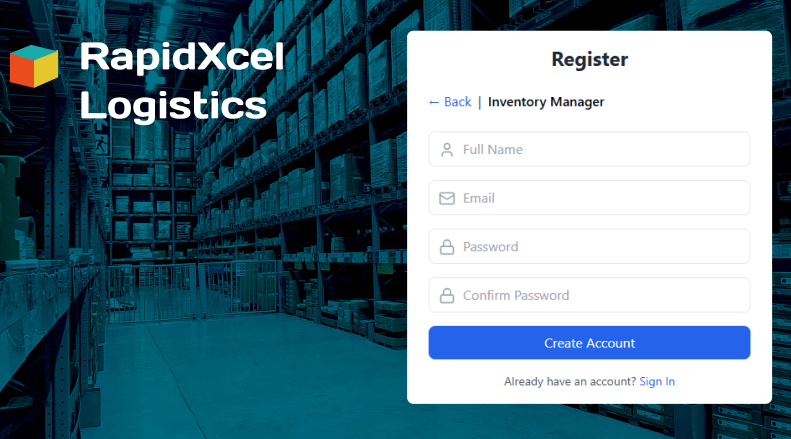 RapidXcel
Logistics
Register
← Back | Inventory Manager
Full Name
Email
Password
Confirm Password
Create Account
Already have an account? Sign In